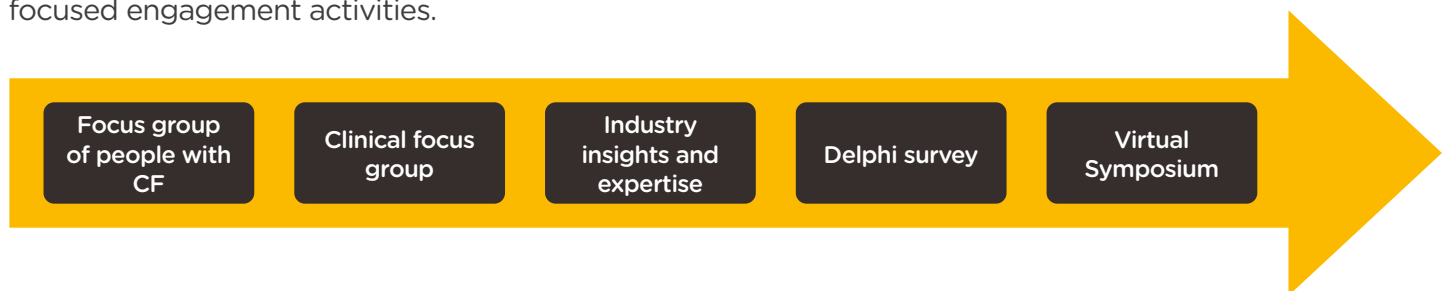 focused engagement activities.
Focus group
of people with
CF
Clinical focus
group
Industry
insights and
expertise
Delphi survey
Virtual
Symposium